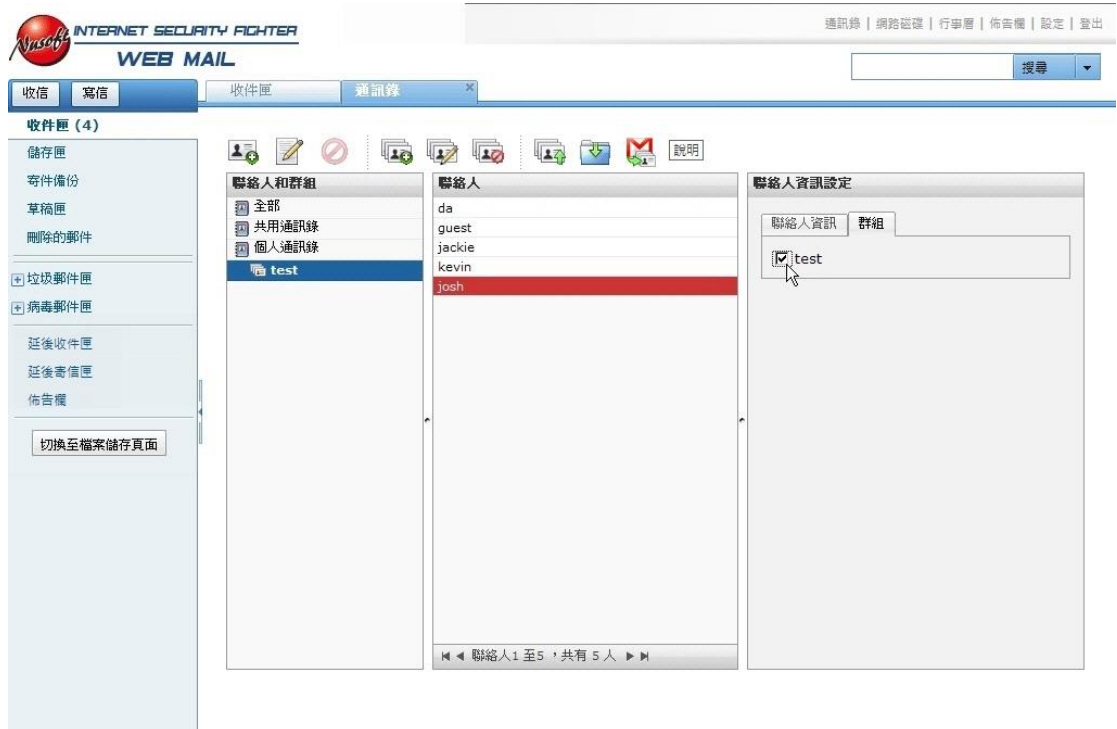 Nusoft INTERNET SECURITY FIGHTER
WEB MAIL
通訊錄 | 網路磁碟 | 行事曆 | 佈告欄 | 設定 | 登出
搜尋
收信 寫信
收件匣 通訊錄 ×
收件匣 (4)
儲存匣
寄件備份
草稿匣
刪除的郵件
垃圾郵件匣
病毒郵件匣
延後收件匣
延後寄信匣
佈告欄
切換至檔案儲存頁面
說明
聯絡人和群組
全部
共用通訊錄
個人通訊錄
test
聯絡人
da
guest
jackie
kevin
josh
聯絡人1 至5 ，共有 5 人
聯絡人資訊設定
聯絡人資訊 群組
test